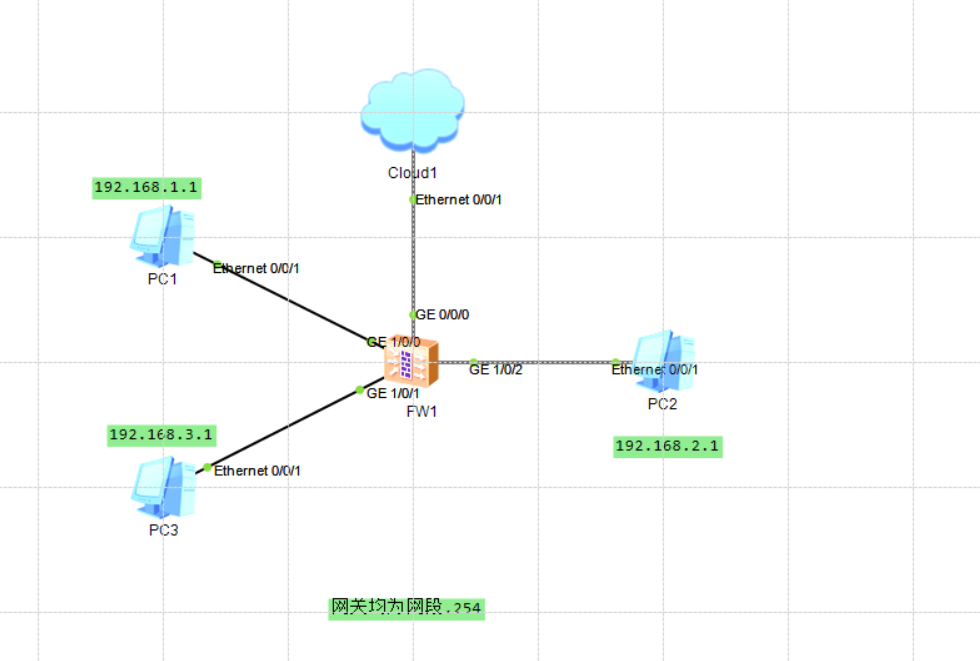 Cloud1
192.168.1.1
Ethernet 0/0/1
Ethernet 0/0/1
PC1
GE 0/0/0
GE 1/0/0
GE 1/0/2
Ethernet 0/0/1
GE 1/0/1
FW1
PC2
192.168.3.1
192.168.2.1
Ethernet 0/0/1
PC3
网关均为网段.254